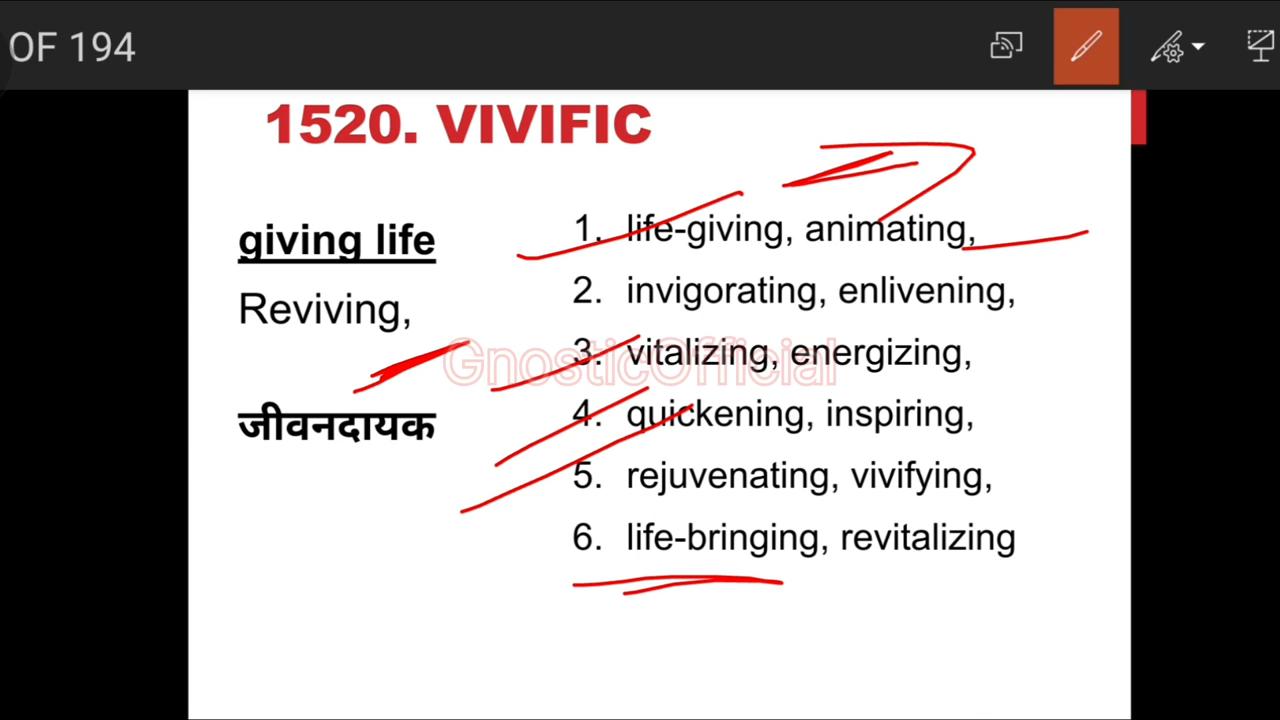 OF 194
1520. VIVIFIC
giving life
Reviving,
जीवनदायक
1. life-giving, animating,
2. invigorating, enlivening,
3. vitalizing, energizing,
4. quickening, inspiring,
5. rejuvenating, vivifying,
6. life-bringing, revitalizing
GnosticOfficial